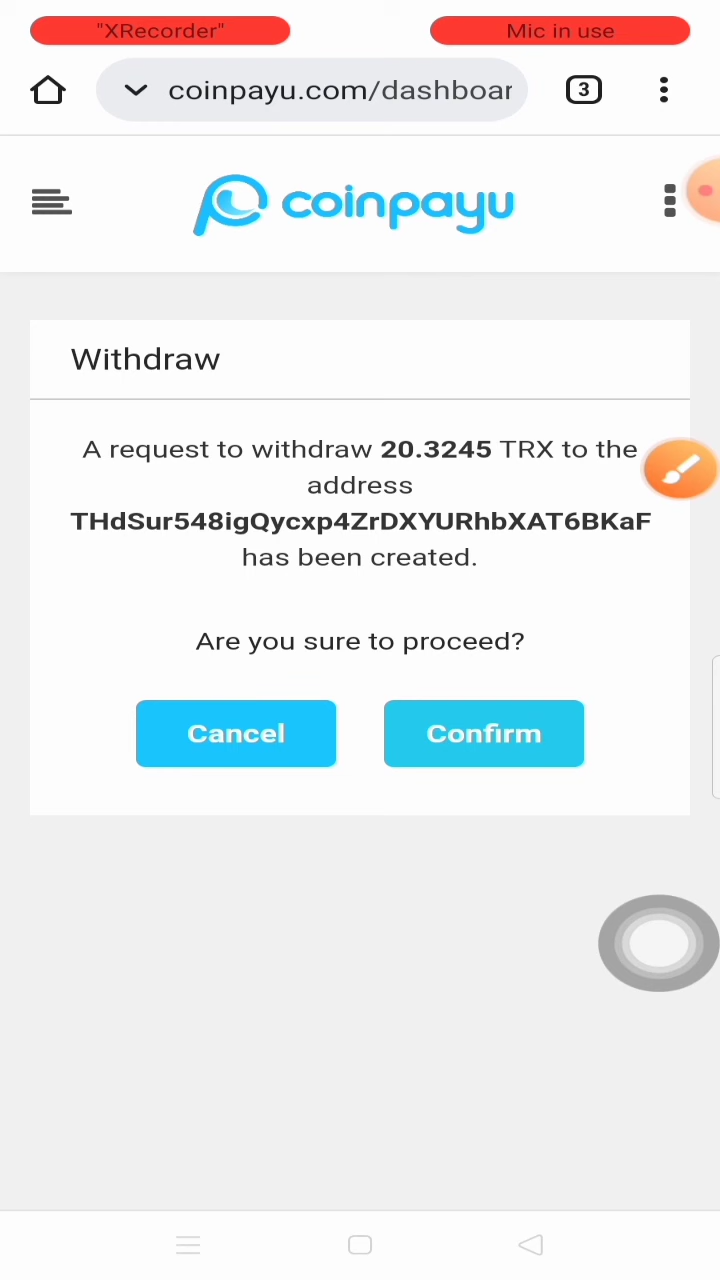 "XRecorder"
Mic in use
coinpayu.com/dashboar
3
coinpayu
Withdraw
A request to withdraw 20.3245 TRX to the
address
THdSur548igQycxp4ZrDXYURhbXAT6BKaF
has been created.
Are you sure to proceed?
Cancel
Confirm